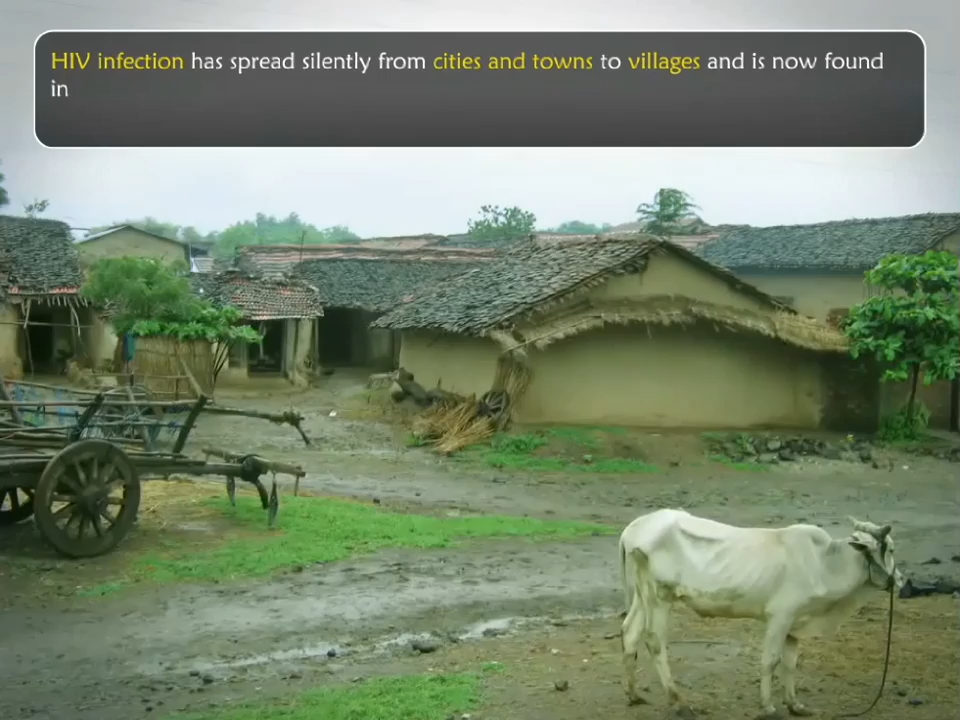 HIV infection has spread silently from cities and towns to villages and is now found
in